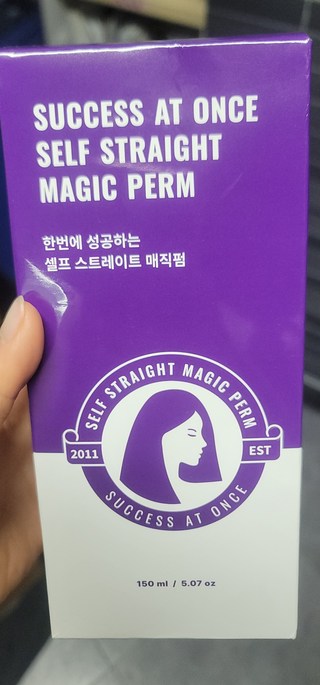 SUCCESS AT ONCE
SELF STRAIGHT
MAGIC PERM
한번에 성공하는
셀프 스트레이트 매직펌
SELF STRAIGHT MAGIC PERM
2011
EST
SUCCESS AT ONCE
150 ml / 5.07 oz